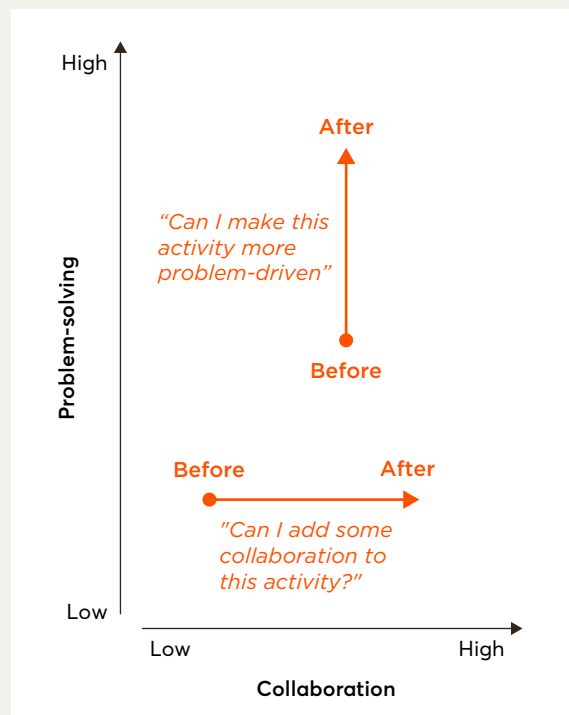 High
After
“Can I make this
activity more
problem-driven”
Problem-solving
Before
Before
After
"Can I add some
collaboration to
this activity?"
Low
Low
High
Collaboration